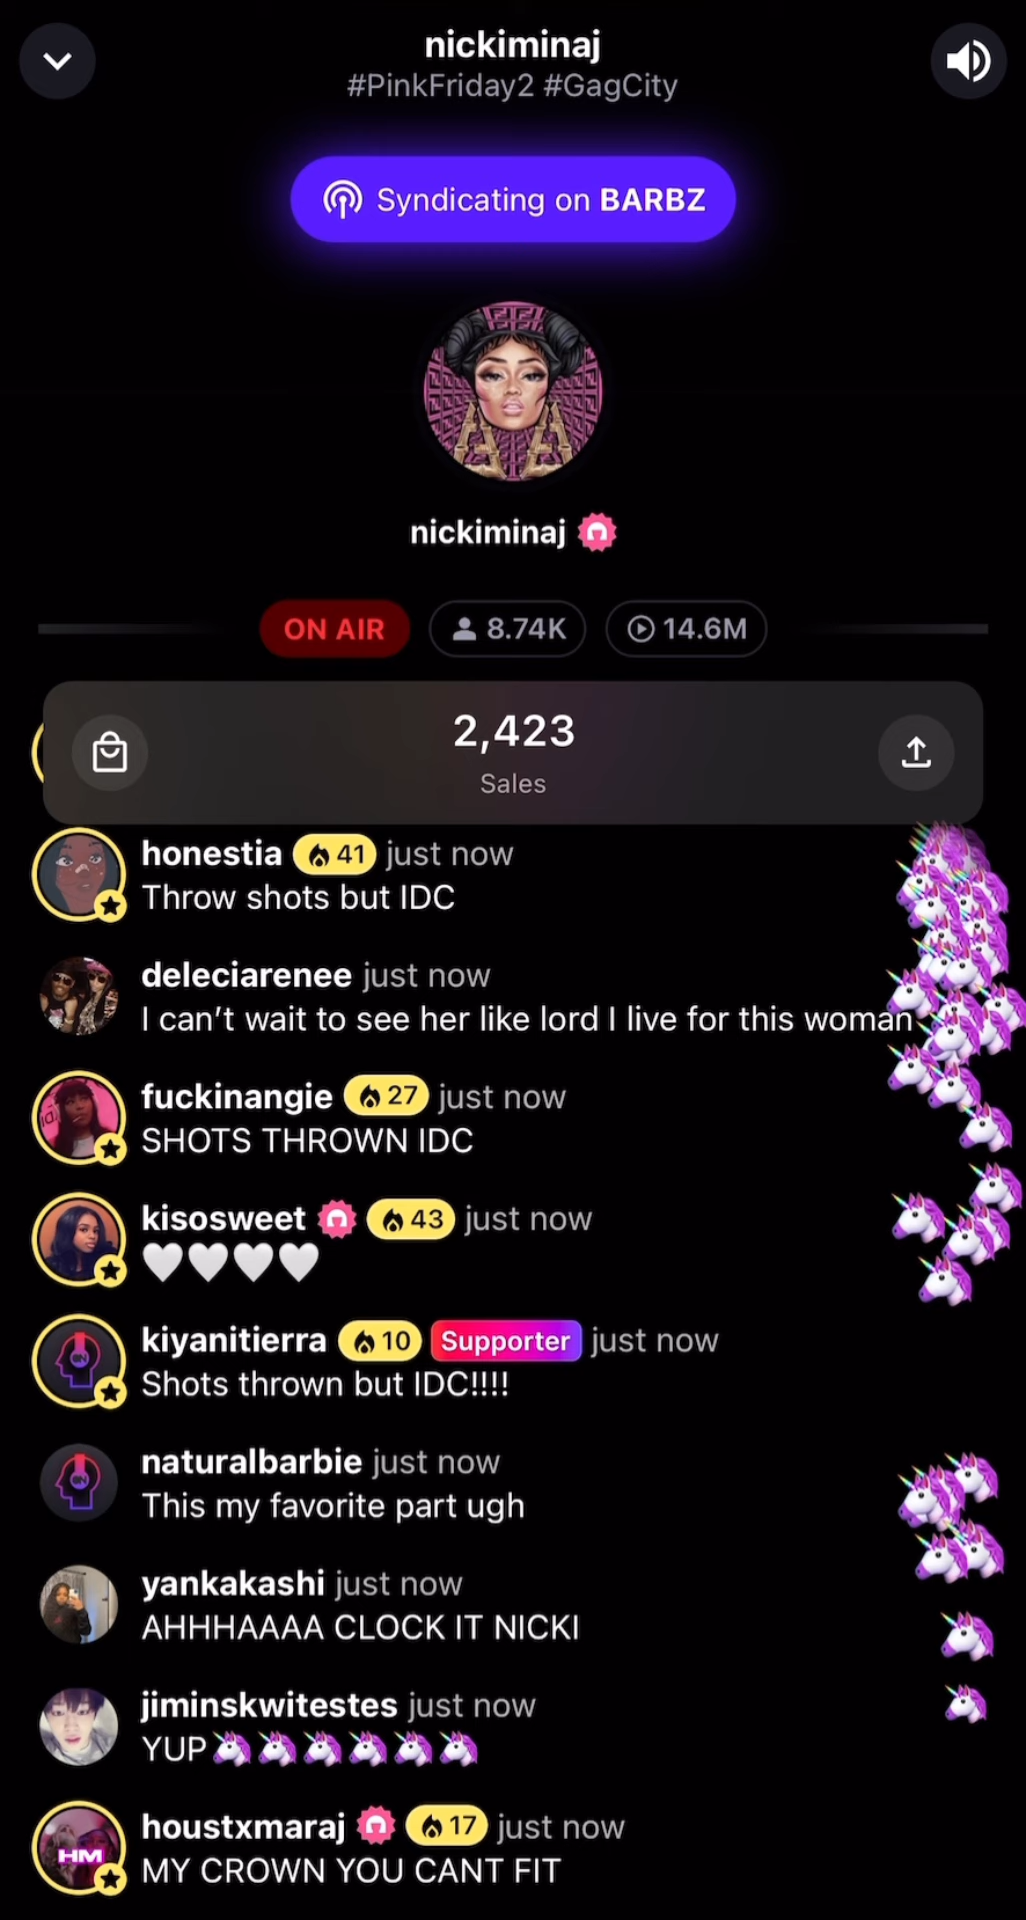 nickiminaj
#PinkFriday2 #GagCity
Syndicating on BARBZ
nickiminaj
ON AIR 8.74K 14.6M
2,423
Sales
honestia 41 just now
Throw shots but IDC
deleciarenee just now
I can't wait to see her like lord I live for this woman
fuckinangie 27 just now
SHOTS THROWN IDC
kisosweet 43 just now
🤍🤍🤍🤍
kiyanitierra 10 Supporter just now
Shots thrown but IDC!!!!
naturalbarbie just now
This my favorite part ugh
yankakashi just now
AHHHAAAA CLOCK IT NICKI
jiminskwitestes just now
YUP🦄🦄🦄🦄🦄🦄
houstxmaraj 17 just now
HM
MY CROWN YOU CANT FIT